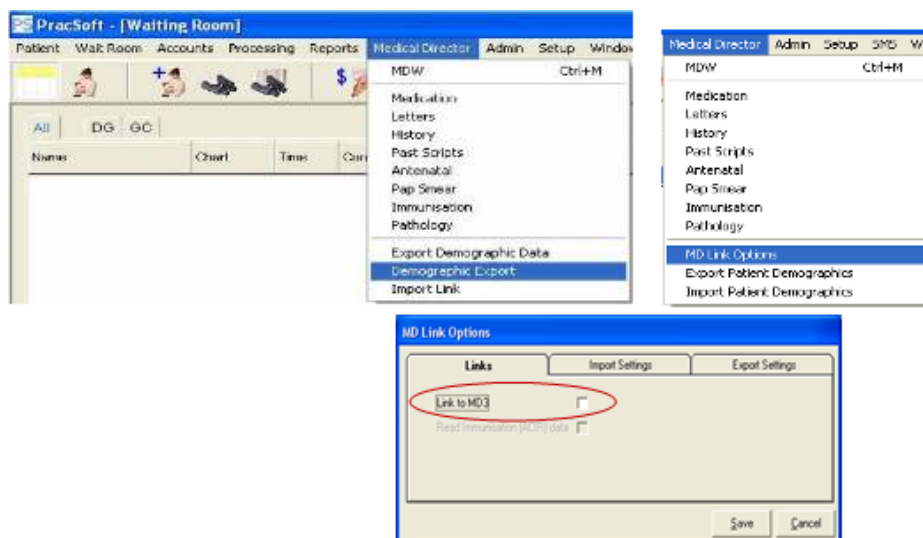 PracSoft - [Waiting Room]
Patient Wait Room Accounts Processing Reports Medical Director Admin Setup Window
MDW Ctrl+M
Medication
Letters
History
Past Scripts
Antenatal
Pap Smear
Immunisation
Pathology
Export Demographic Data
Demographic Export
Import Link
All DG GC
Name Chart Time
Medical Director Admin Setup SMS W
MDW Ctrl+M
Medication
Letters
History
Past Scripts
Antenatal
Pap Smear
Immunisation
Pathology
MD Link Options
Export Patient Demographics
Import Patient Demographics
MD Link Options
Links Import Settings Export Settings
Link to MD3
Read Immunisation (ACIR) data
Save Cancel